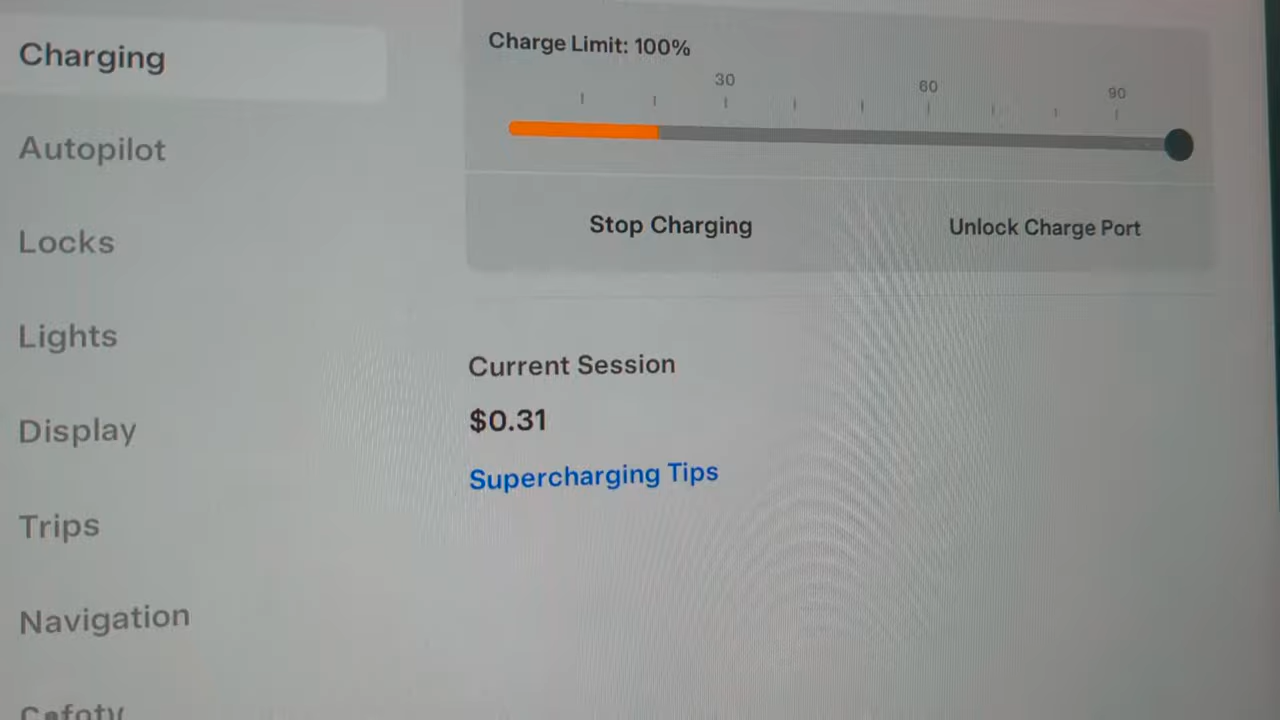 Charging
Autopilot
Locks
Lights
Display
Trips
Navigation
Charge Limit: 100%
30
60
90
Stop Charging
Unlock Charge Port
Current Session
$0.31
Supercharging Tips